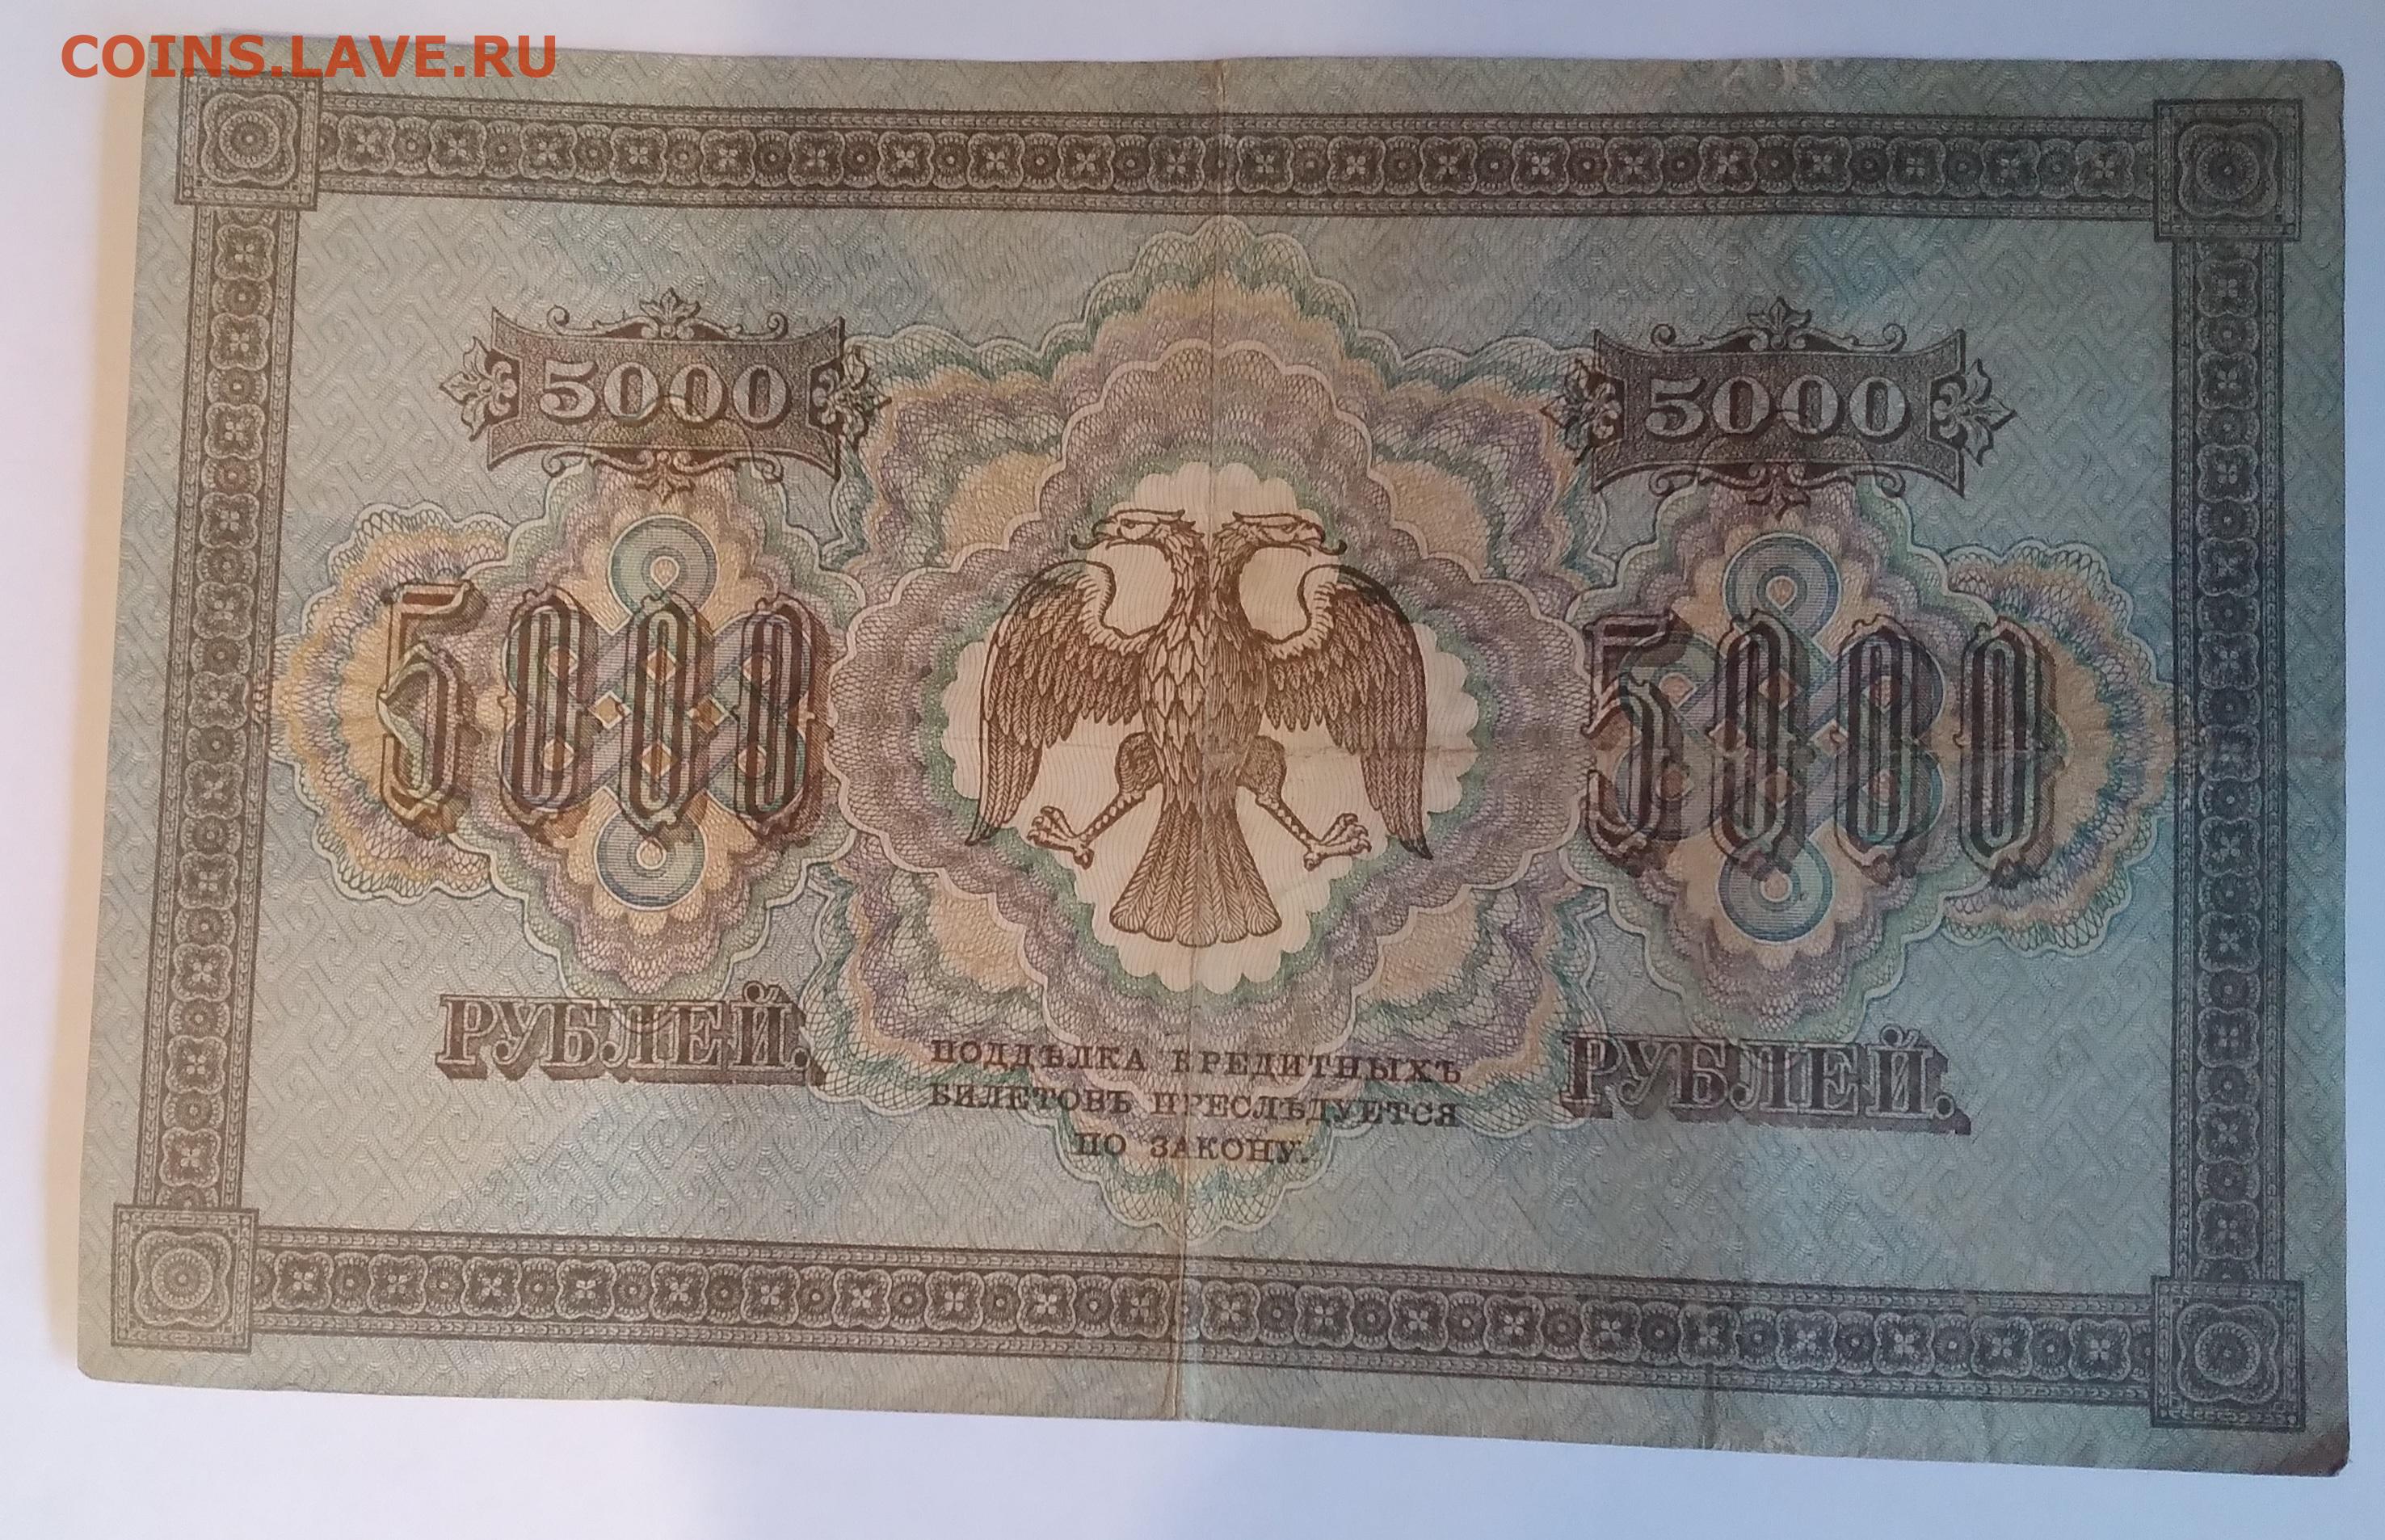 COINS.LAVE.RU
5000
5000
5000
5000
РУБЛЕЙ.
РУБЛЕЙ.
ПОДДѢЛКА КРЕДИТНЫХЪ
БИЛЕТОВЪ ПРЕСЛѢДУЕТСЯ
ПО ЗАКОНУ.